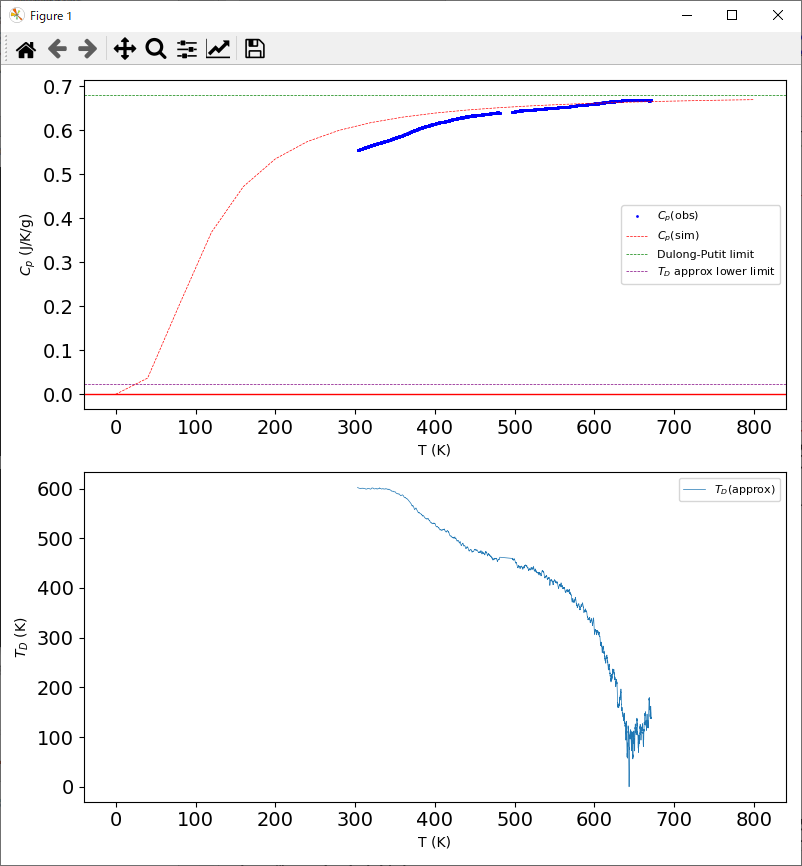 Figure 1
0.7
0.6
0.5
0.4
0.3
0.2
0.1
0.0
C_p (J/K/g)
C_p(obs)
C_p(sim)
Dulong-Putit limit
T_D approx lower limit
0 100 200 300 400 500 600 700 800
T (K)
600
500
400
300
200
100
0
T_D (K)
T_D(approx)
0 100 200 300 400 500 600 700 800
T (K)